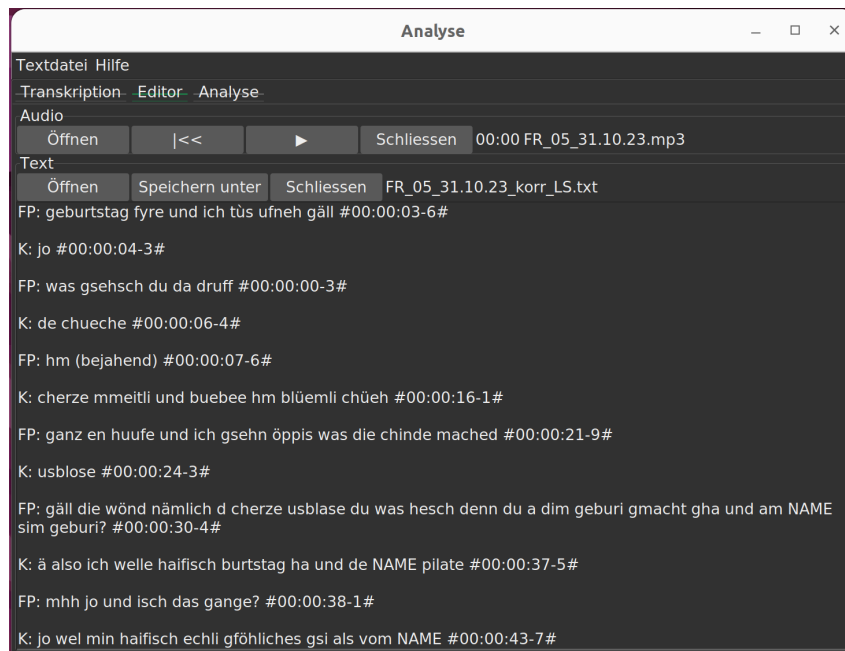 Analyse
Textdatei Hilfe
Transkription Editor Analyse
Audio
Öffnen |<< ▶ Schliessen 00:00 FR_05_31.10.23.mp3
Text
Öffnen Speichern unter Schliessen FR_05_31.10.23_korr_LS.txt
FP: geburtstag fyre und ich tùs ufneh gäll #00:00:03-6#
K: jo #00:00:04-3#
FP: was gsehsch du da druff #00:00:00-3#
K: de chueche #00:00:06-4#
FP: hm (bejahend) #00:00:07-6#
K: cherze mmeitli und buebee hm blüemli chüeh #00:00:16-1#
FP: ganz en huufe und ich gsehn öppis was die chinde mached #00:00:21-9#
K: usblose #00:00:24-3#
FP: gäll die wönd nämlich d cherze usblase du was hesch denn du a dim geburi gmacht gha und am NAME
sim geburi? #00:00:30-4#
K: ä also ich welle haifisch burtstag ha und de NAME pilate #00:00:37-5#
FP: mhh jo und isch das gange? #00:00:38-1#
K: jo wel min haifisch echli gföhliches gsi als vom NAME #00:00:43-7#